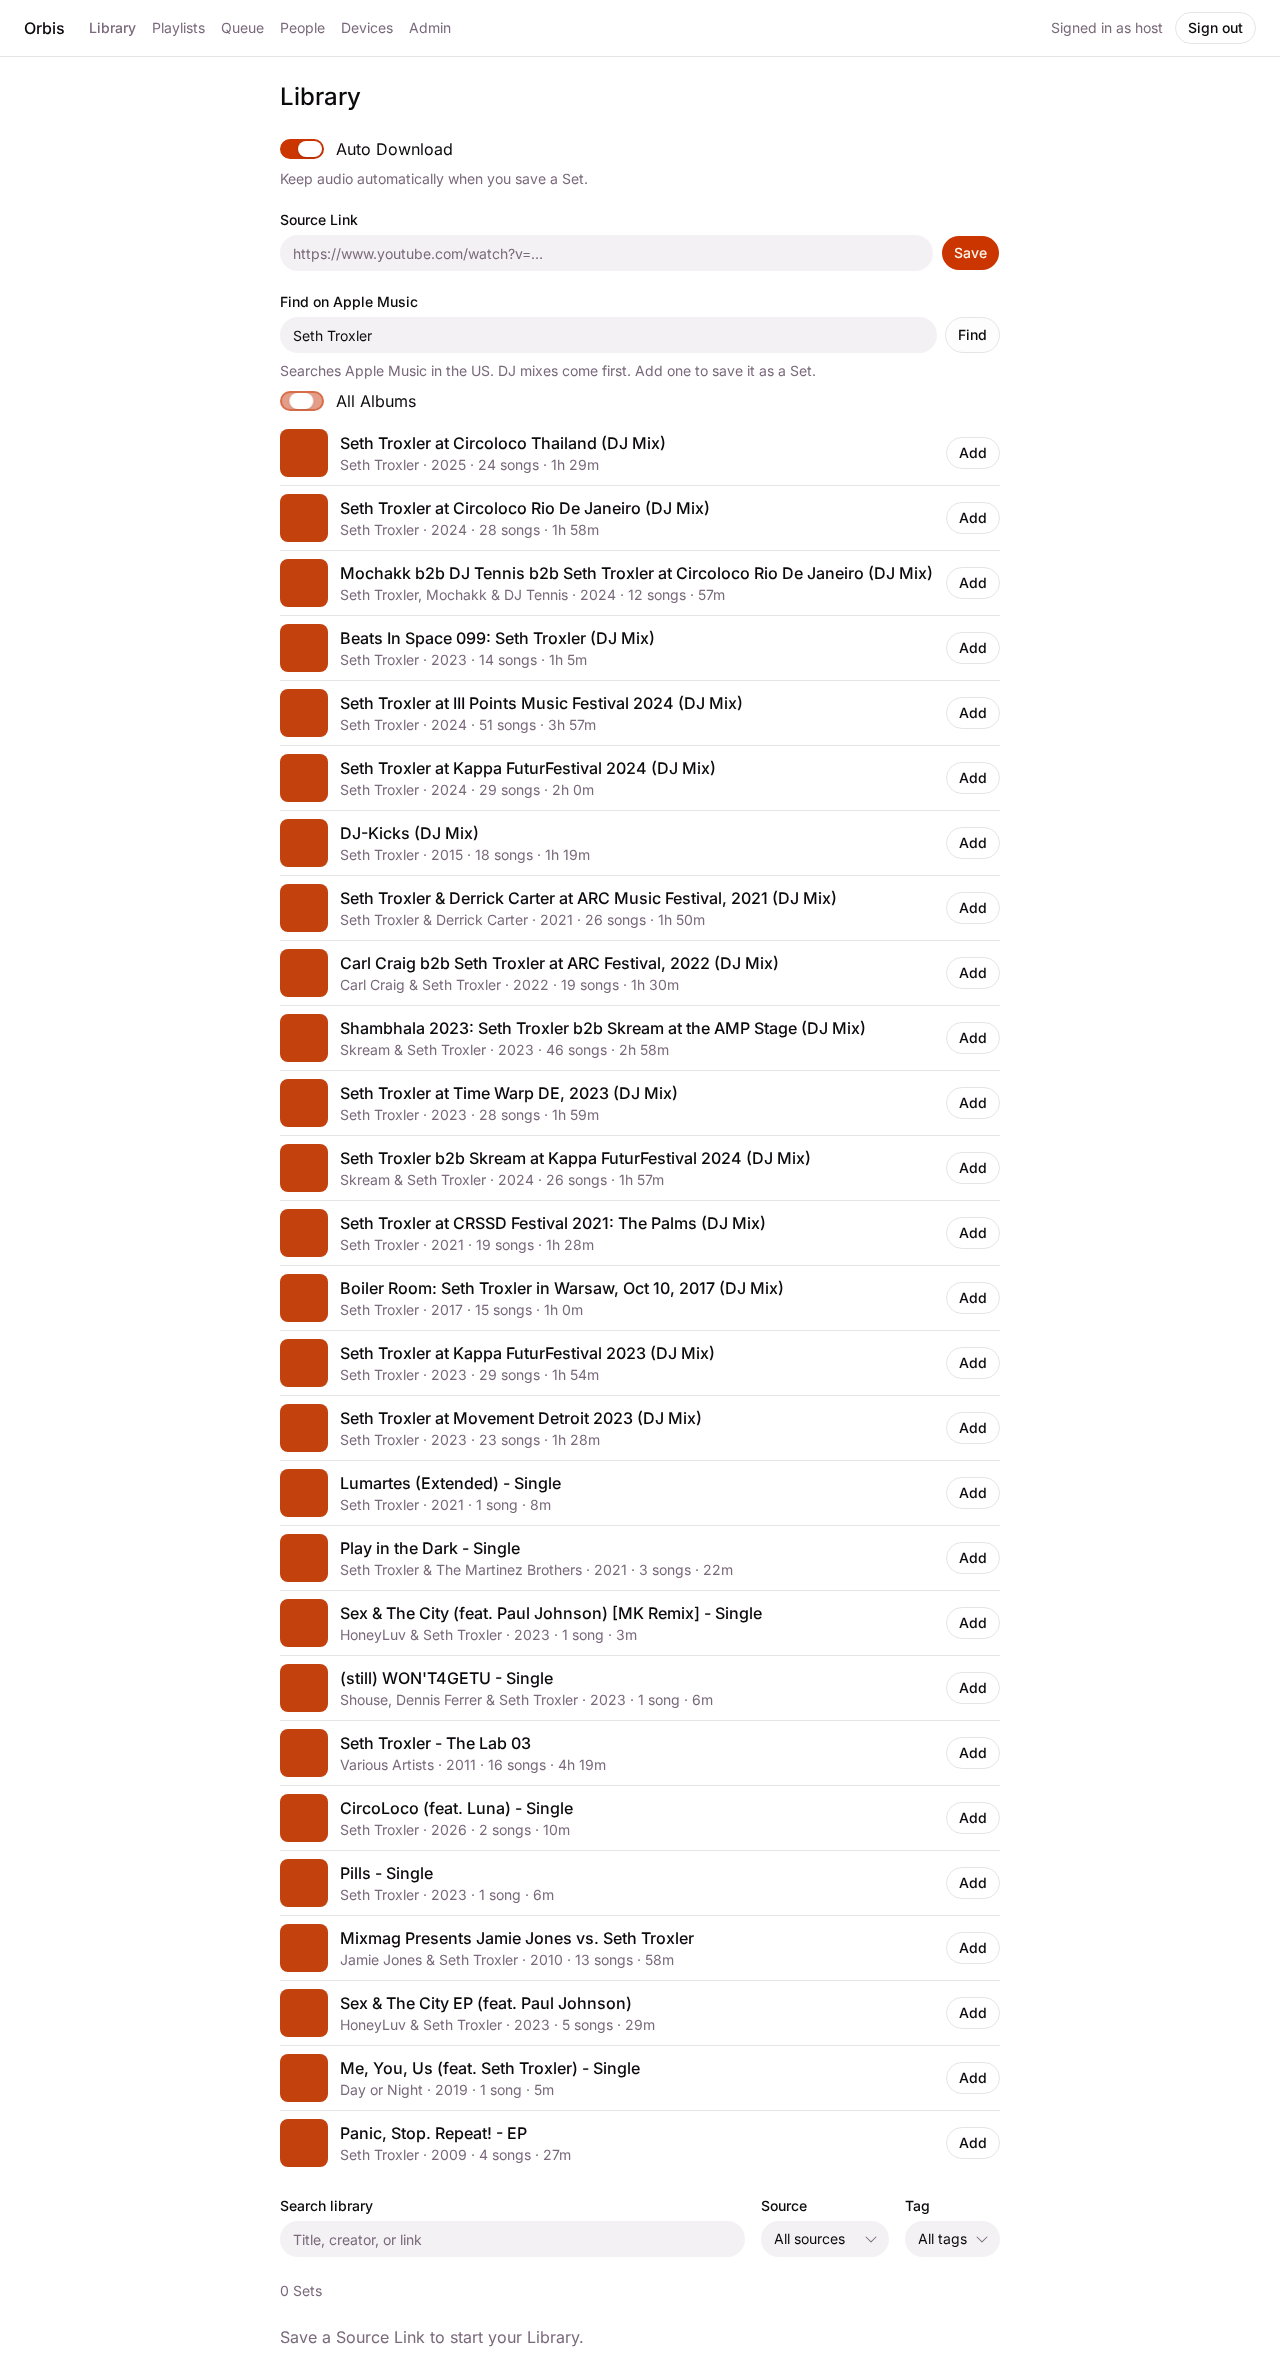 Orbis Library Playlists Queue People Devices Admin Signed in as host Sign out
Library
Auto Download
Keep audio automatically when you save a Set.
Source Link
https://www.youtube.com/watch?v=... Save
Find on Apple Music
Seth Troxler Find
Searches Apple Music in the US. DJ mixes come first. Add one to save it as a Set.
All Albums
Seth Troxler at Circoloco Thailand (DJ Mix)
Seth Troxler · 2025 · 24 songs · 1h 29m
Add
Seth Troxler at Circoloco Rio De Janeiro (DJ Mix)
Seth Troxler · 2024 · 28 songs · 1h 58m
Add
Mochakk b2b DJ Tennis b2b Seth Troxler at Circoloco Rio De Janeiro (DJ Mix)
Seth Troxler, Mochakk & DJ Tennis · 2024 · 12 songs · 57m
Add
Beats In Space 099: Seth Troxler (DJ Mix)
Seth Troxler · 2023 · 14 songs · 1h 5m
Add
Seth Troxler at III Points Music Festival 2024 (DJ Mix)
Seth Troxler · 2024 · 51 songs · 3h 57m
Add
Seth Troxler at Kappa FuturFestival 2024 (DJ Mix)
Seth Troxler · 2024 · 29 songs · 2h 0m
Add
DJ-Kicks (DJ Mix)
Seth Troxler · 2015 · 18 songs · 1h 19m
Add
Seth Troxler & Derrick Carter at ARC Music Festival, 2021 (DJ Mix)
Seth Troxler & Derrick Carter · 2021 · 26 songs · 1h 50m
Add
Carl Craig b2b Seth Troxler at ARC Festival, 2022 (DJ Mix)
Carl Craig & Seth Troxler · 2022 · 19 songs · 1h 30m
Add
Shambhala 2023: Seth Troxler b2b Skream at the AMP Stage (DJ Mix)
Skream & Seth Troxler · 2023 · 46 songs · 2h 58m
Add
Seth Troxler at Time Warp DE, 2023 (DJ Mix)
Seth Troxler · 2023 · 28 songs · 1h 59m
Add
Seth Troxler b2b Skream at Kappa FuturFestival 2024 (DJ Mix)
Skream & Seth Troxler · 2024 · 26 songs · 1h 57m
Add
Seth Troxler at CRSSD Festival 2021: The Palms (DJ Mix)
Seth Troxler · 2021 · 19 songs · 1h 28m
Add
Boiler Room: Seth Troxler in Warsaw, Oct 10, 2017 (DJ Mix)
Seth Troxler · 2017 · 15 songs · 1h 0m
Add
Seth Troxler at Kappa FuturFestival 2023 (DJ Mix)
Seth Troxler · 2023 · 29 songs · 1h 54m
Add
Seth Troxler at Movement Detroit 2023 (DJ Mix)
Seth Troxler · 2023 · 23 songs · 1h 28m
Add
Lumartes (Extended) - Single
Seth Troxler · 2021 · 1 song · 8m
Add
Play in the Dark - Single
Seth Troxler & The Martinez Brothers · 2021 · 3 songs · 22m
Add
Sex & The City (feat. Paul Johnson) [MK Remix] - Single
HoneyLuv & Seth Troxler · 2023 · 1 song · 3m
Add
(still) WON'T4GETU - Single
Shouse, Dennis Ferrer & Seth Troxler · 2023 · 1 song · 6m
Add
Seth Troxler - The Lab 03
Various Artists · 2011 · 16 songs · 4h 19m
Add
CircoLoco (feat. Luna) - Single
Seth Troxler · 2026 · 2 songs · 10m
Add
Pills - Single
Seth Troxler · 2023 · 1 song · 6m
Add
Mixmag Presents Jamie Jones vs. Seth Troxler
Jamie Jones & Seth Troxler · 2010 · 13 songs · 58m
Add
Sex & The City EP (feat. Paul Johnson)
HoneyLuv & Seth Troxler · 2023 · 5 songs · 29m
Add
Me, You, Us (feat. Seth Troxler) - Single
Day or Night · 2019 · 1 song · 5m
Add
Panic, Stop. Repeat! - EP
Seth Troxler · 2009 · 4 songs · 27m
Add
Search library Source Tag
Title, creator, or link All sources All tags
0 Sets
Save a Source Link to start your Library.